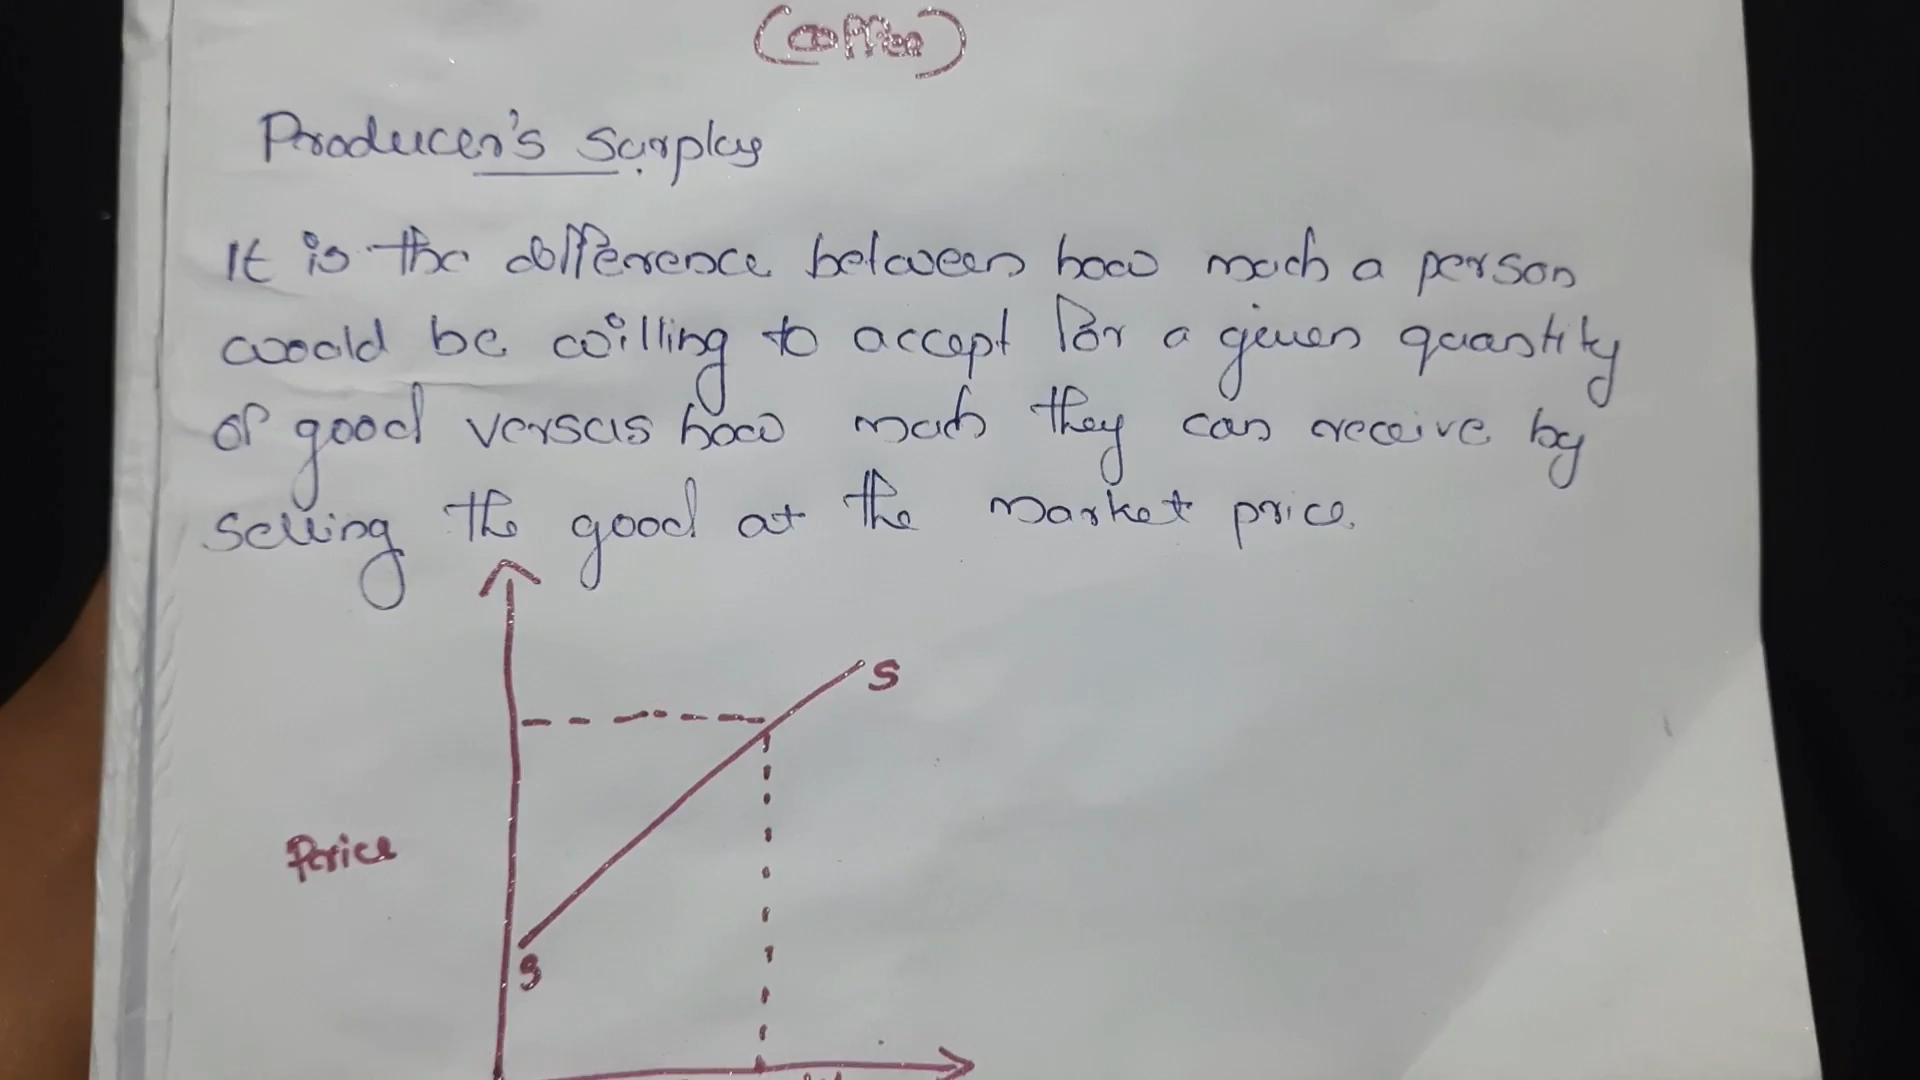 (coffee)
Producer's Surplus
It is the difference between how much a person
would be willing to accept for a given quantity
of good versus how much they can receive by
selling the good at the market price.
S
Price
S